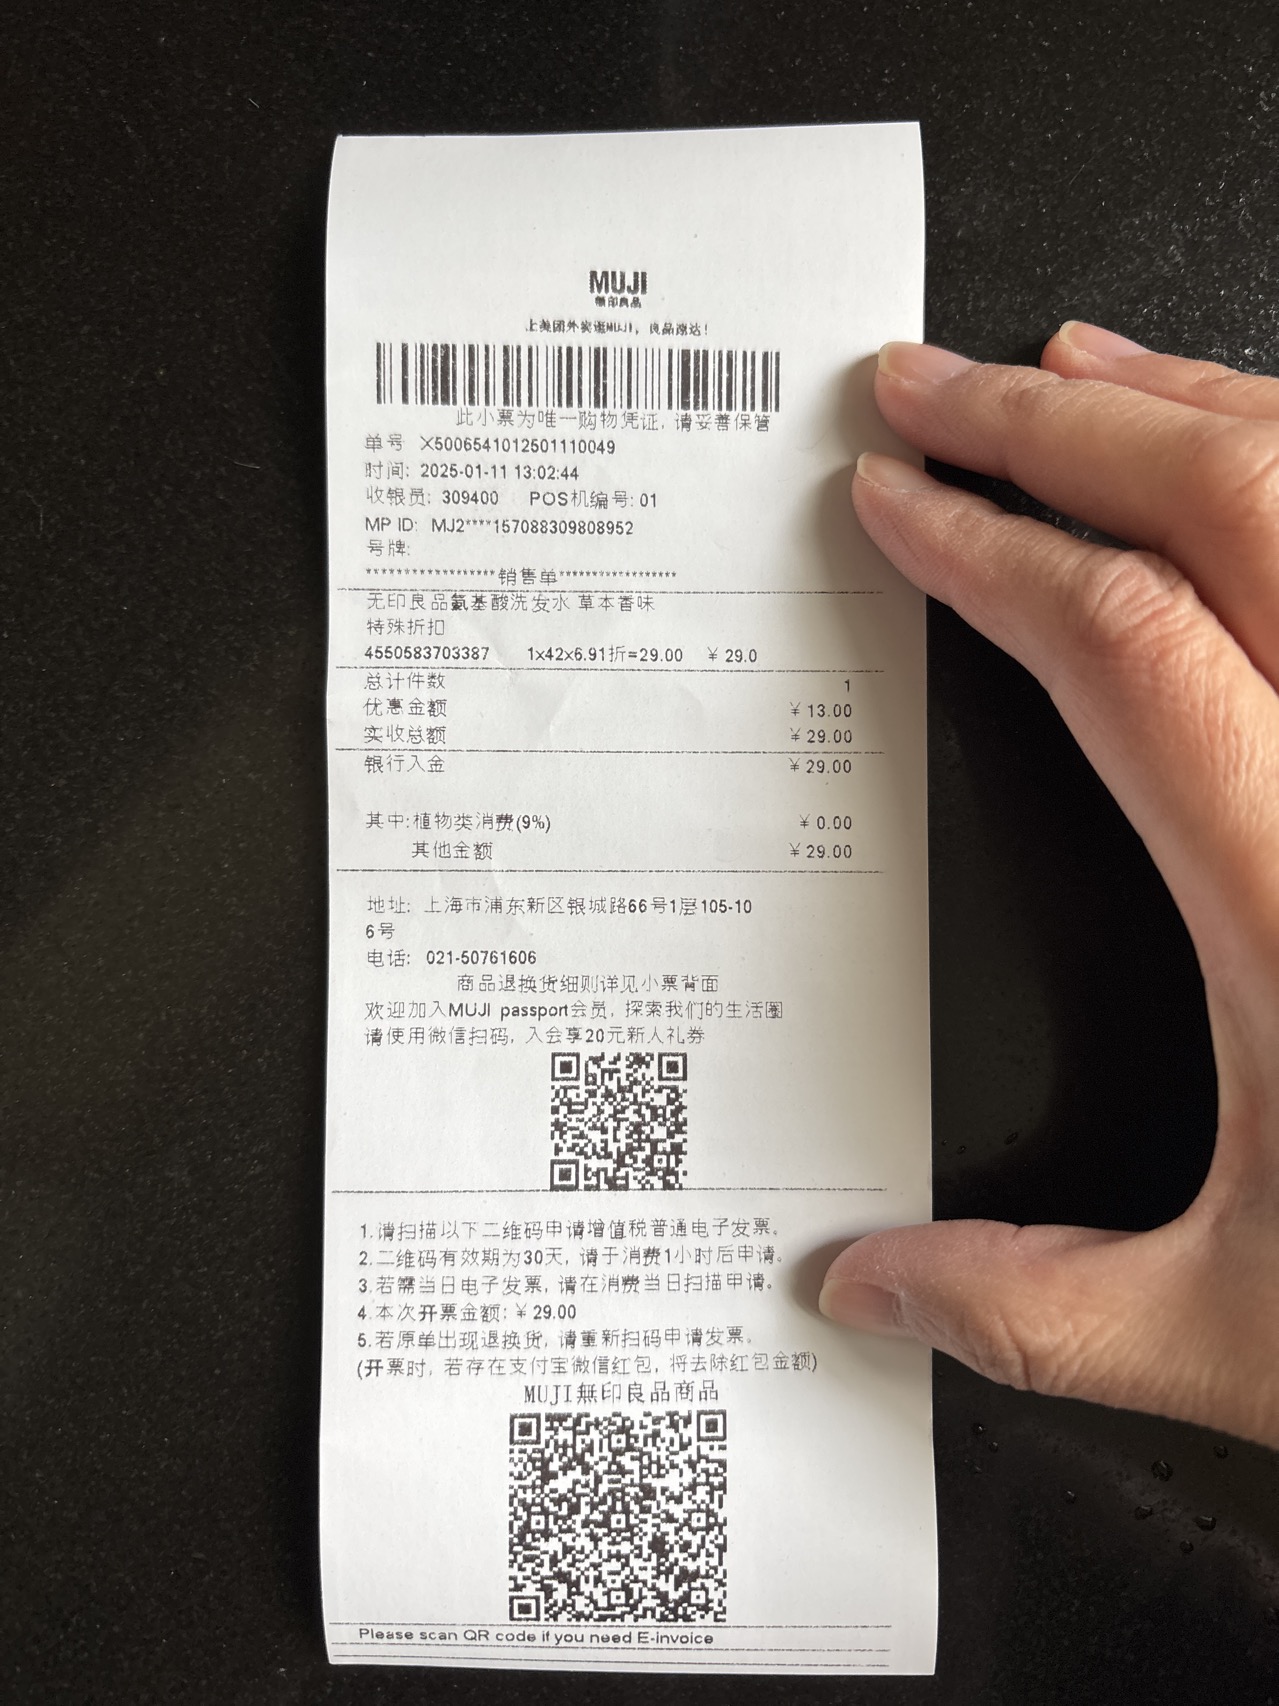 MUJI
無印良品
上美团外卖逛MUJI，良品速达！
此小票为唯一购物凭证，请妥善保管
单号 X5006541012501110049
时间: 2025-01-11 13:02:44
收银员: 309400 POS机编号: 01
MP ID: MJ2****157088309808952
号牌:
******************销售单*****************
无印良品氨基酸洗发水 草本香味
特殊折扣
4550583703387 1x42x6.91折=29.00 ￥29.0
总计件数 1
优惠金额 ￥13.00
实收总额 ￥29.00
银行入金 ￥29.00
其中:植物类消费(9%) ￥0.00
其他金额 ￥29.00
地址: 上海市浦东新区银城路66号1层105-10
6号
电话: 021-50761606
商品退换货细则详见小票背面
欢迎加入MUJI passport会员，探索我们的生活圈
请使用微信扫码，入会享20元新人礼券
1.请扫描以下二维码申请增值税普通电子发票。
2.二维码有效期为30天，请于消费1小时后申请。
3.若需当日电子发票，请在消费当日扫描申请。
4.本次开票金额:￥29.00
5.若原单出现退换货，请重新扫码申请发票。
(开票时，若存在支付宝微信红包，将去除红包金额)
MUJI無印良品商品
Please scan QR code if you need E-invoice